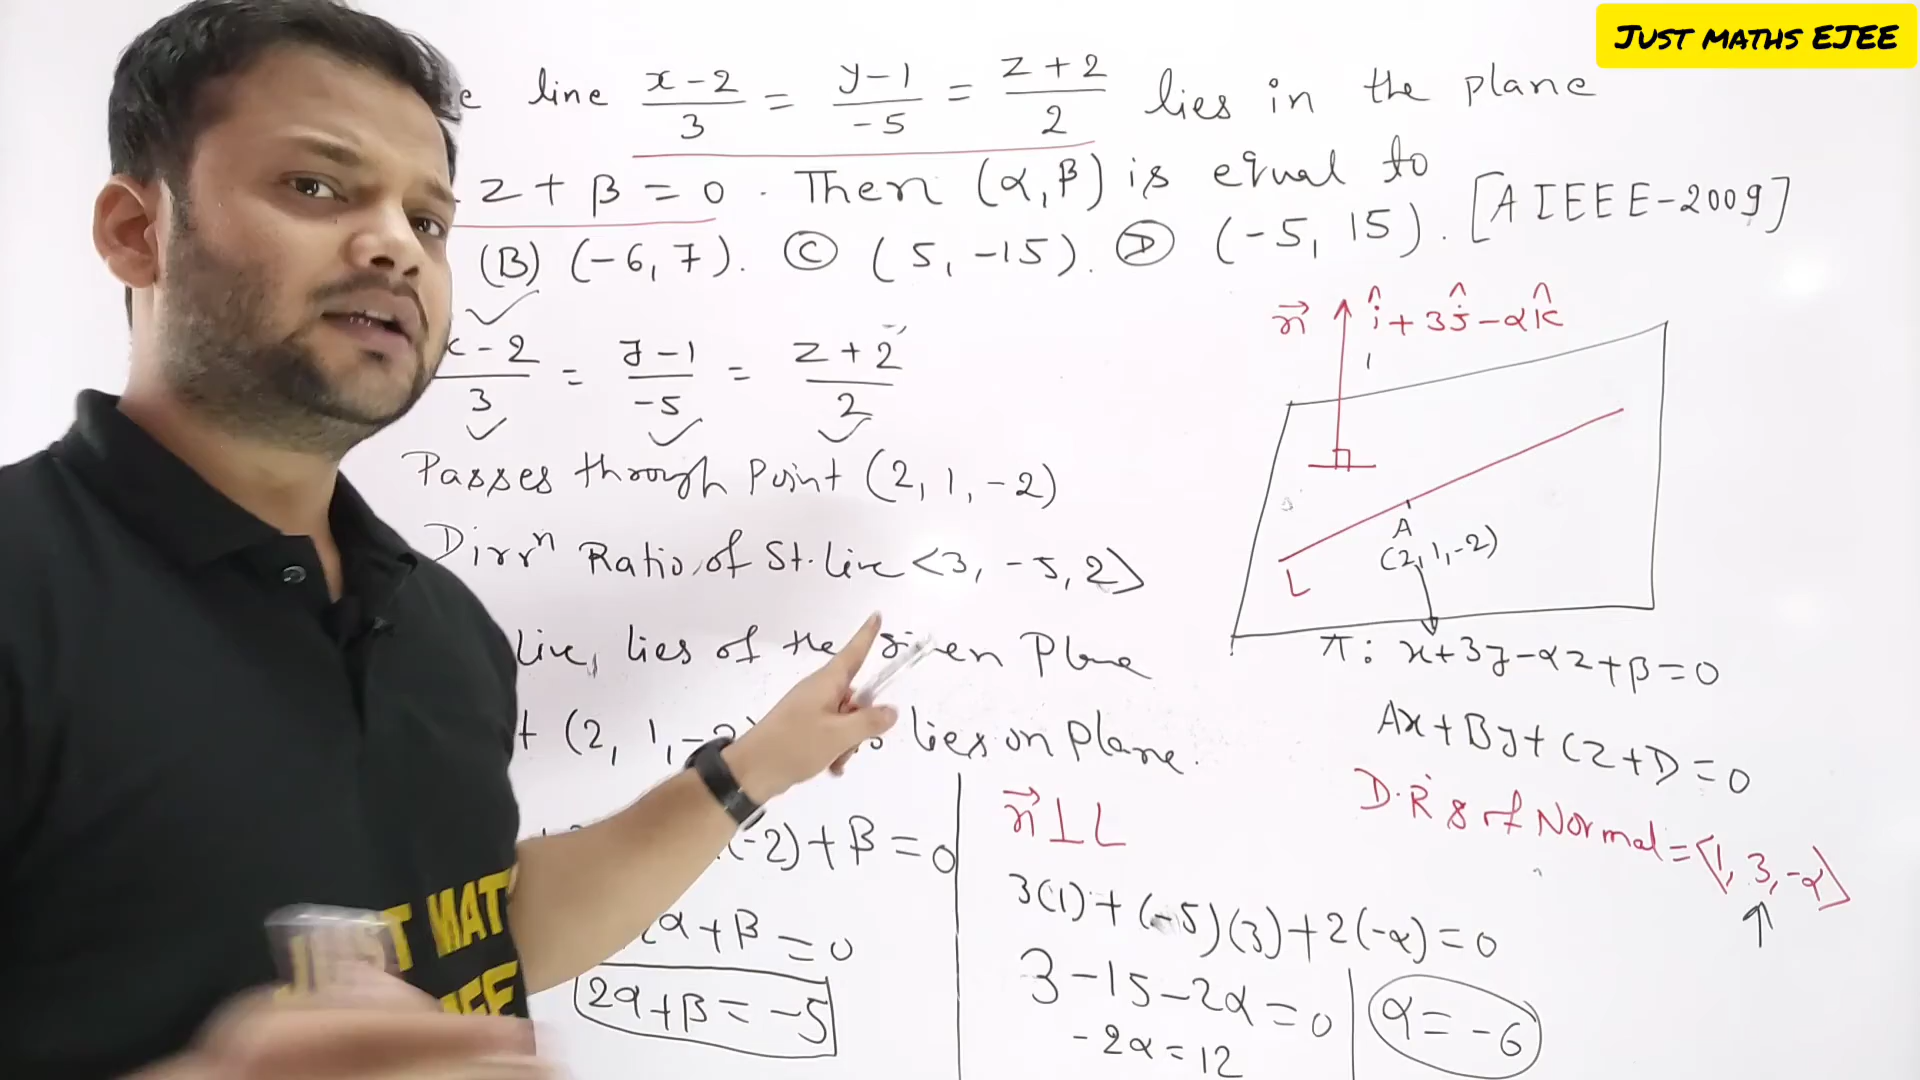 JUST MATHS EJEE
line x-2/3 = y-1/-5 = z+2/2 lies in the plane
z + β = 0 . Then (α, β) is equal to
(B) (-6, 7). Ⓒ (5, -15). Ⓓ (-5, 15). [AIEEE-2009]
x-2/3 = y-1/-5 = z+2/2
Passes through Point (2, 1, -2)
Dirrⁿ Ratio of St. Line <3, -5, 2>
Line, lies of the given Plane
(2, 1, -2) lies on Plane.
(-2) + β = 0
α + β = 0
2α + β = -5
n⃗ ⊥ L
3(1) + (-5)(3) + 2(-α) = 0
3 - 15 - 2α = 0
-2α = 12
α = -6
n⃗ î + 3ĵ - αk̂
A
(2, 1, -2)
L
π: x + 3y - αz + β = 0
Ax + By + Cz + D = 0
D.R's of Normal = <1, 3, -α>
JUST MAT